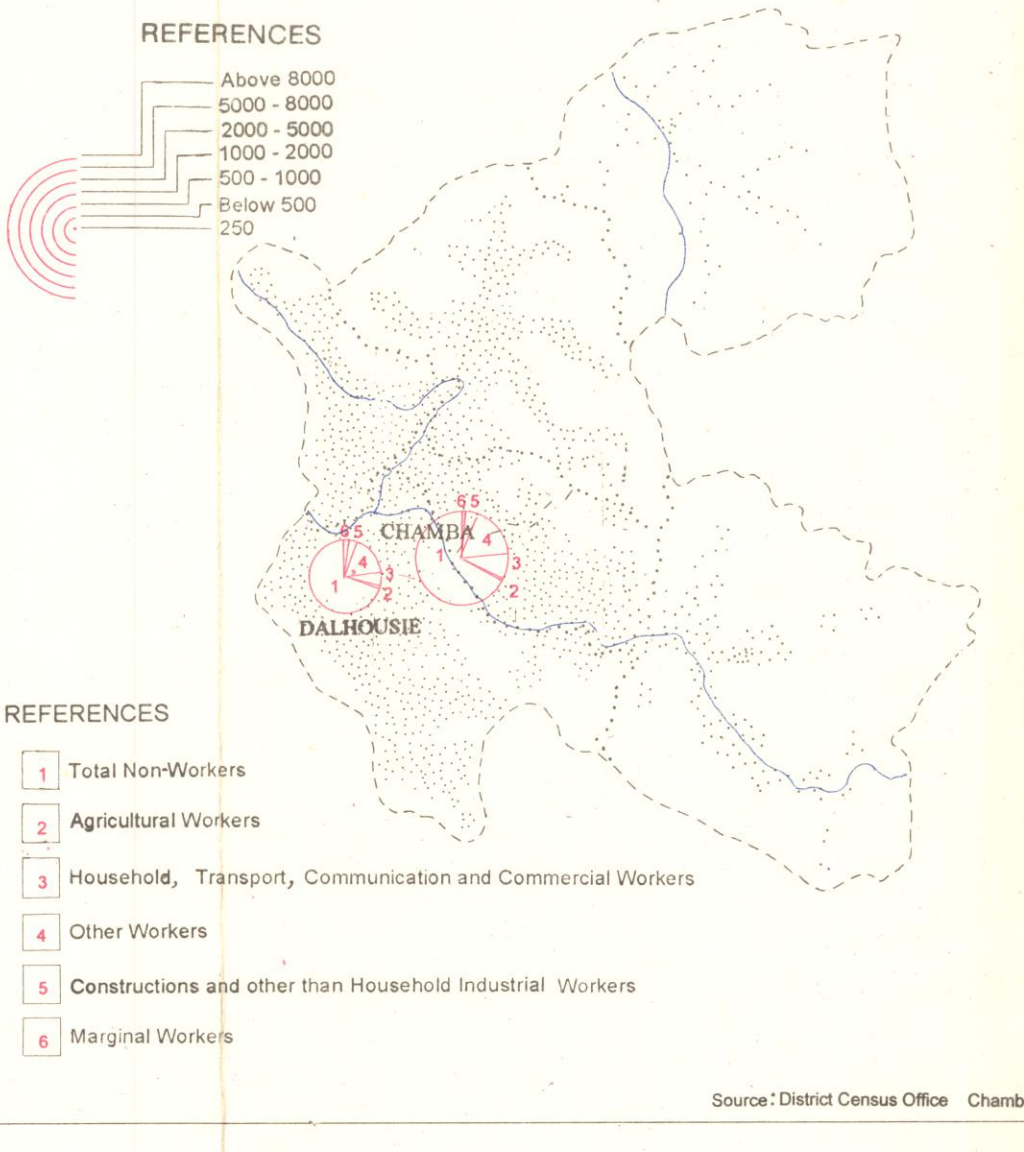 REFERENCES
Above 8000
5000 - 8000
2000 - 5000
1000 - 2000
500 - 1000
Below 500
250
6 5
CHAMBA
4
1
3
2
6 5
4
3
1
2
DALHOUSIE
REFERENCES
1 Total Non-Workers
2 Agricultural Workers
3 Household, Transport, Communication and Commercial Workers
4 Other Workers
5 Constructions and other than Household Industrial Workers
6 Marginal Workers
Source: District Census Office Chamb